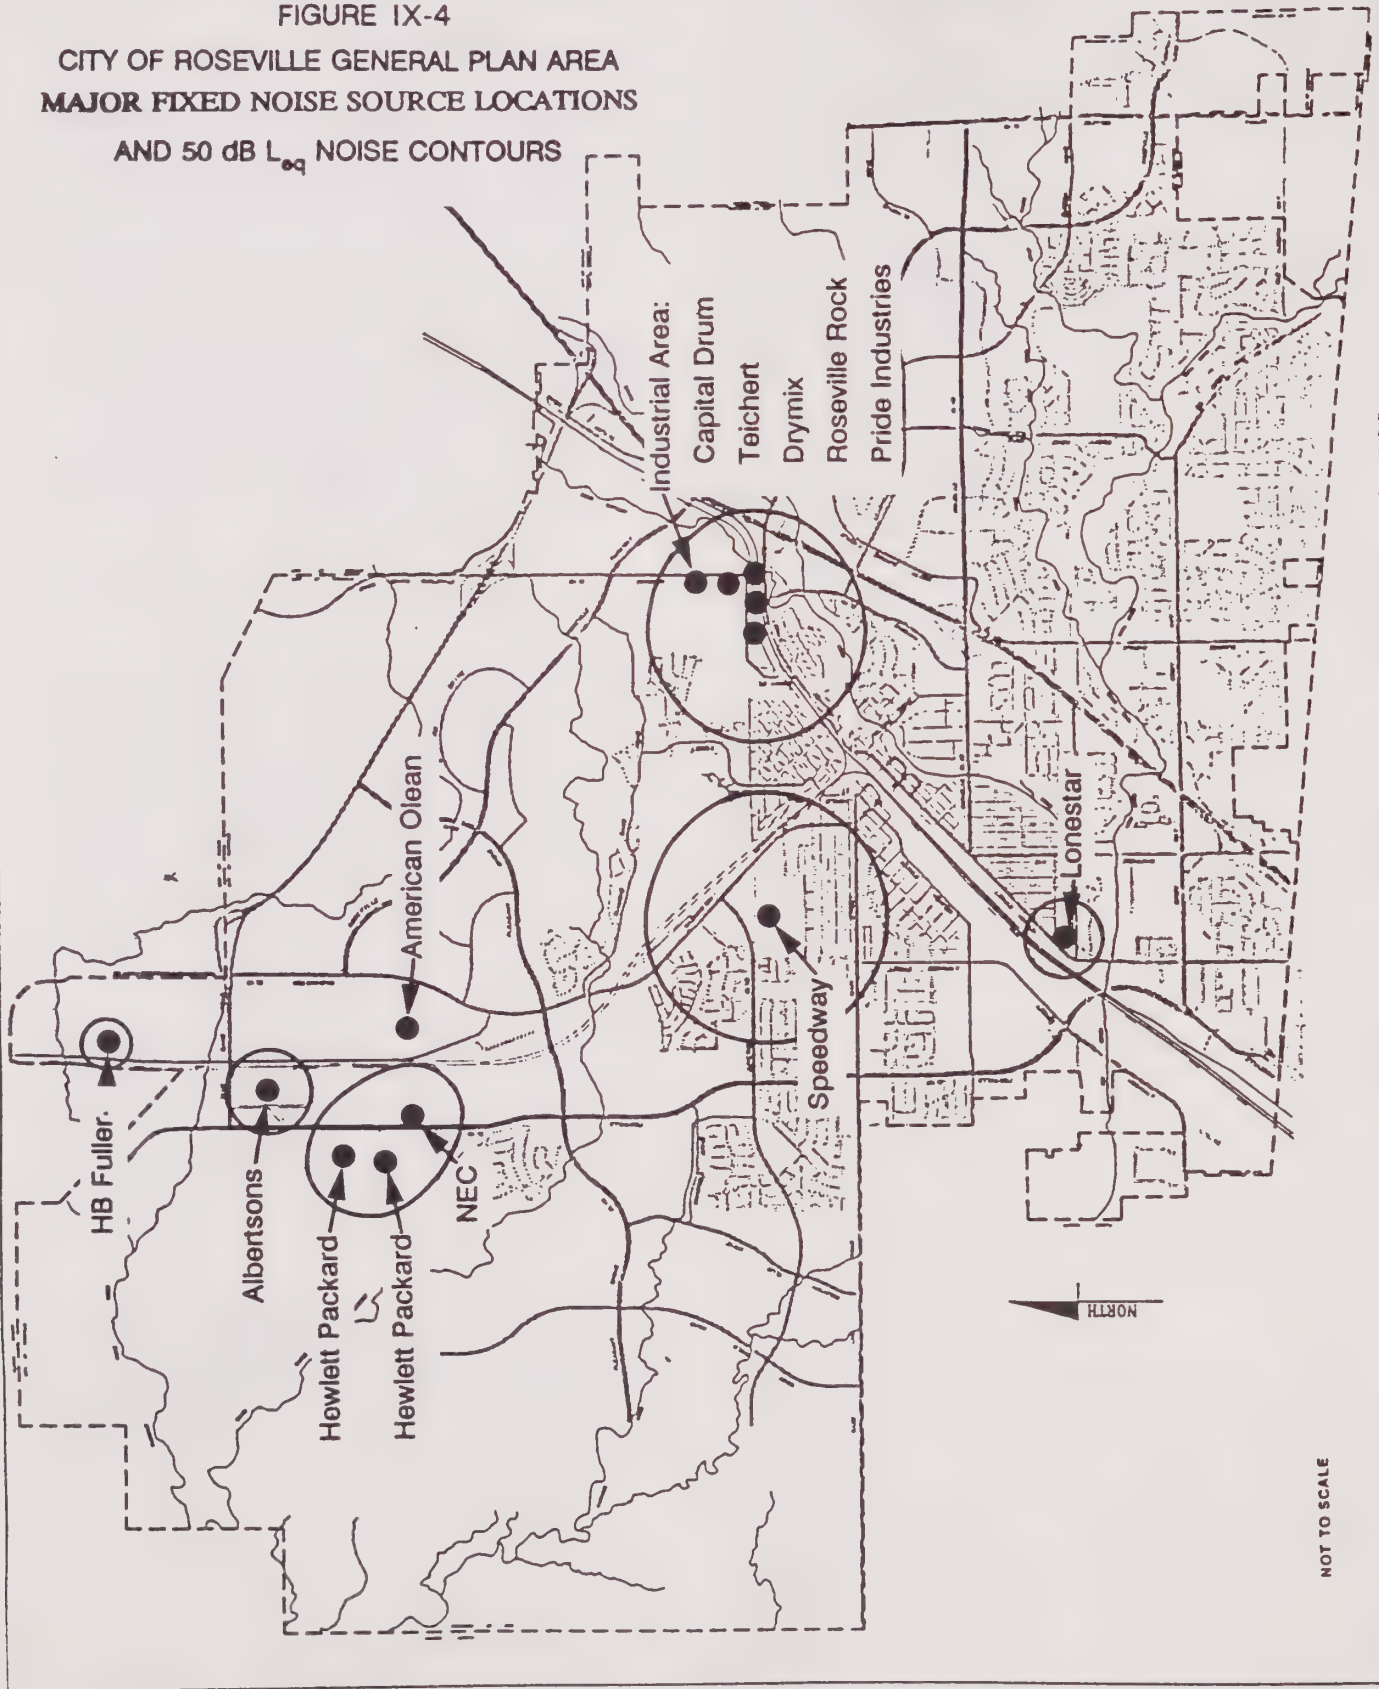 FIGURE IX-4
CITY OF ROSEVILLE GENERAL PLAN AREA
MAJOR FIXED NOISE SOURCE LOCATIONS
AND 50 dB Leq NOISE CONTOURS
Industrial Area:
Capital Drum
Teichert
Drymix
Roseville Rock
Pride Industries
American Olean
Lonestar
Speedway
HB Fuller
Albertsons
Hewlett Packard
Hewlett Packard
NEC
NORTH
NOT TO SCALE